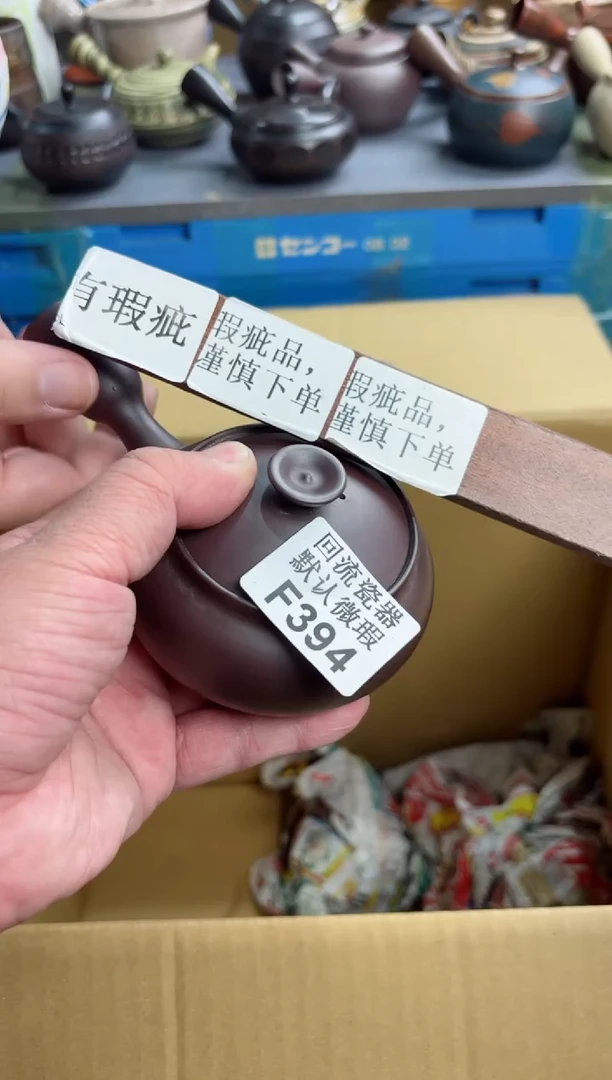 センコー
有瑕疵
瑕疵品，
谨慎下单
瑕疵品，
谨慎下单
回流瓷器
默认微瑕
F394